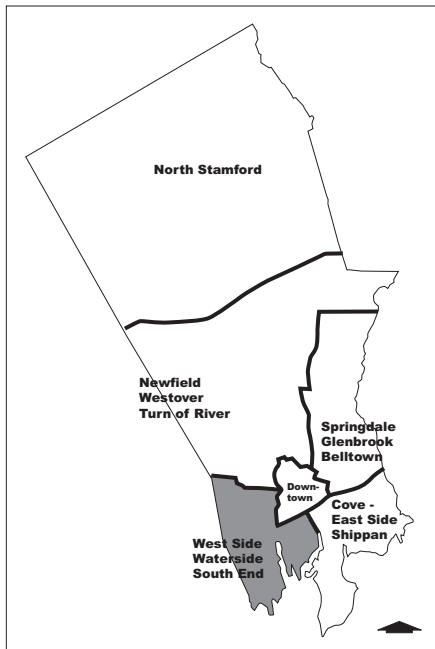 North Stamford
Newfield
Westover
Turn of River
Springdale
Glenbrook
Belltown
Down-
town
Cove -
East Side
Shippan
West Side
Waterside
South End